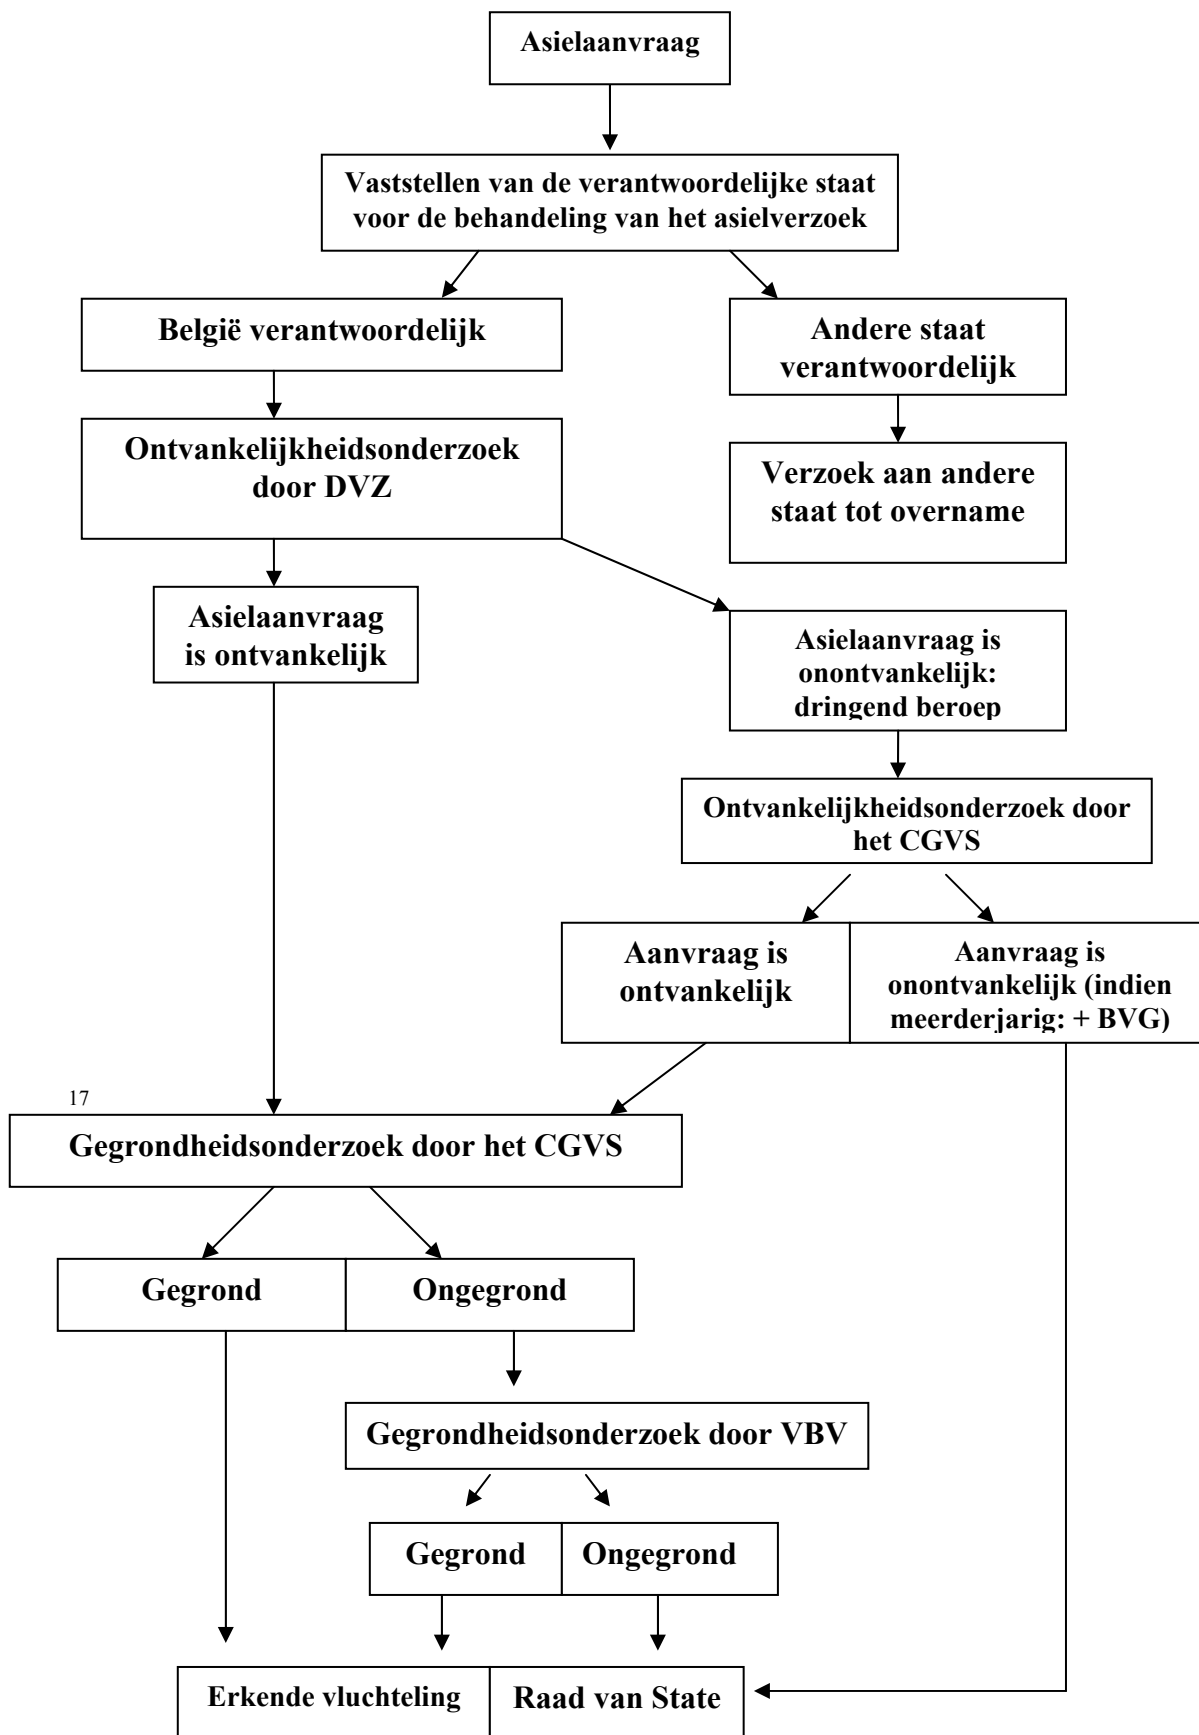 Asielaanvraag
Vaststellen van de verantwoordelijke staat
voor de behandeling van het asielverzoek
België verantwoordelijk
Andere staat
verantwoordelijk
Ontvankelijkheidsonderzoek
door DVZ
Verzoek aan andere
staat tot overname
Asielaanvraag
is ontvankelijk
Asielaanvraag is
onontvankelijk:
dringend beroep
Ontvankelijkheidsonderzoek door
het CGVS
Aanvraag is
ontvankelijk
Aanvraag is
onontvankelijk (indien
meerderjarig: + BVG)
17
Gegrondheidsonderzoek door het CGVS
Gegrond
Ongegrond
Gegrondheidsonderzoek door VBV
Gegrond
Ongegrond
Erkende vluchteling
Raad van State